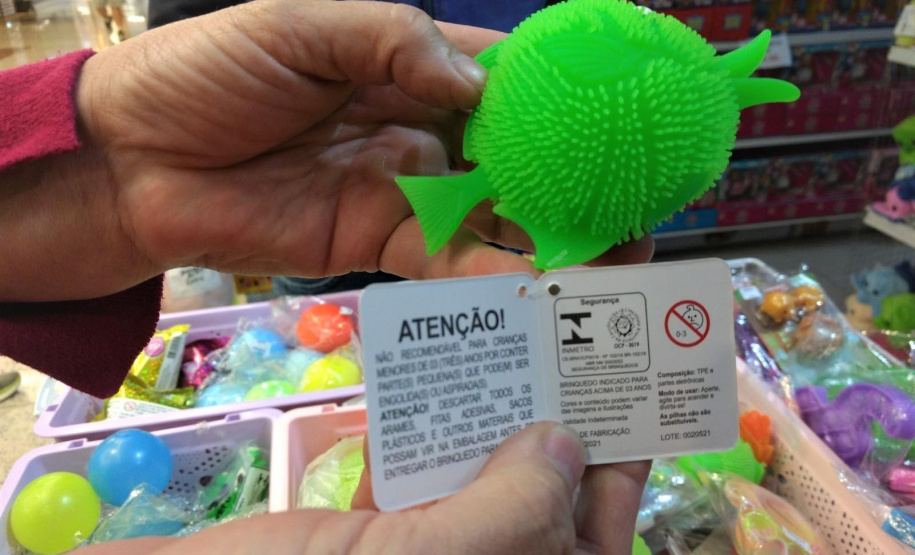 ATENÇÃO!
NÃO RECOMENDÁVEL PARA CRIANÇAS
MENORES DE 03 (TRÊS) ANOS POR CONTER
PARTE(S) PEQUENA(S) QUE PODE(M) SER
ENGOLIDA(S) OU ASPIRADA(S).
ATENÇÃO! DESCARTAR TODOS OS
ARAMES, FITAS ADESIVAS, SACOS
PLÁSTICOS E OUTROS MATERIAIS QUE
POSSAM VIR NA EMBALAGEM ANTES DE
ENTREGAR O BRINQUEDO PARA
Segurança
INMETRO
OCP - 0019
SEGURANÇA DE BRINQUEDOS
BRINQUEDO INDICADO PARA
CRIANÇAS ACIMA DE 03 ANOS
Cores e conteúdo podem variar
das imagens e ilustrações
Validade Indeterminada
DE FABRICAÇÃO:
/2021
0-3
Composição: TPE e
partes eletrônicas
Modo de usar: Aperte,
agite para acender e
divirta-se!
As pilhas não são
substituíveis.
LOTE: 0020521